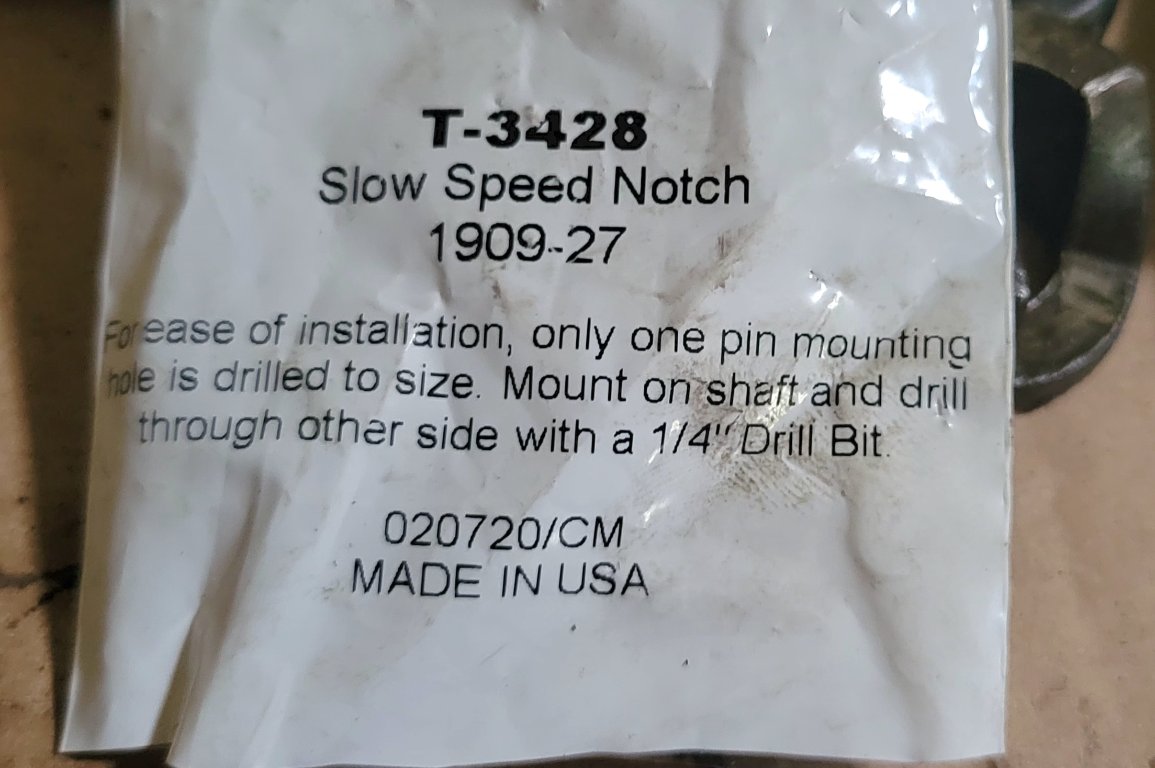 T-3428
Slow Speed Notch
1909-27
For ease of installation, only one pin mounting
hole is drilled to size. Mount on shaft and drill
through other side with a 1/4" Drill Bit.
020720/CM
MADE IN USA